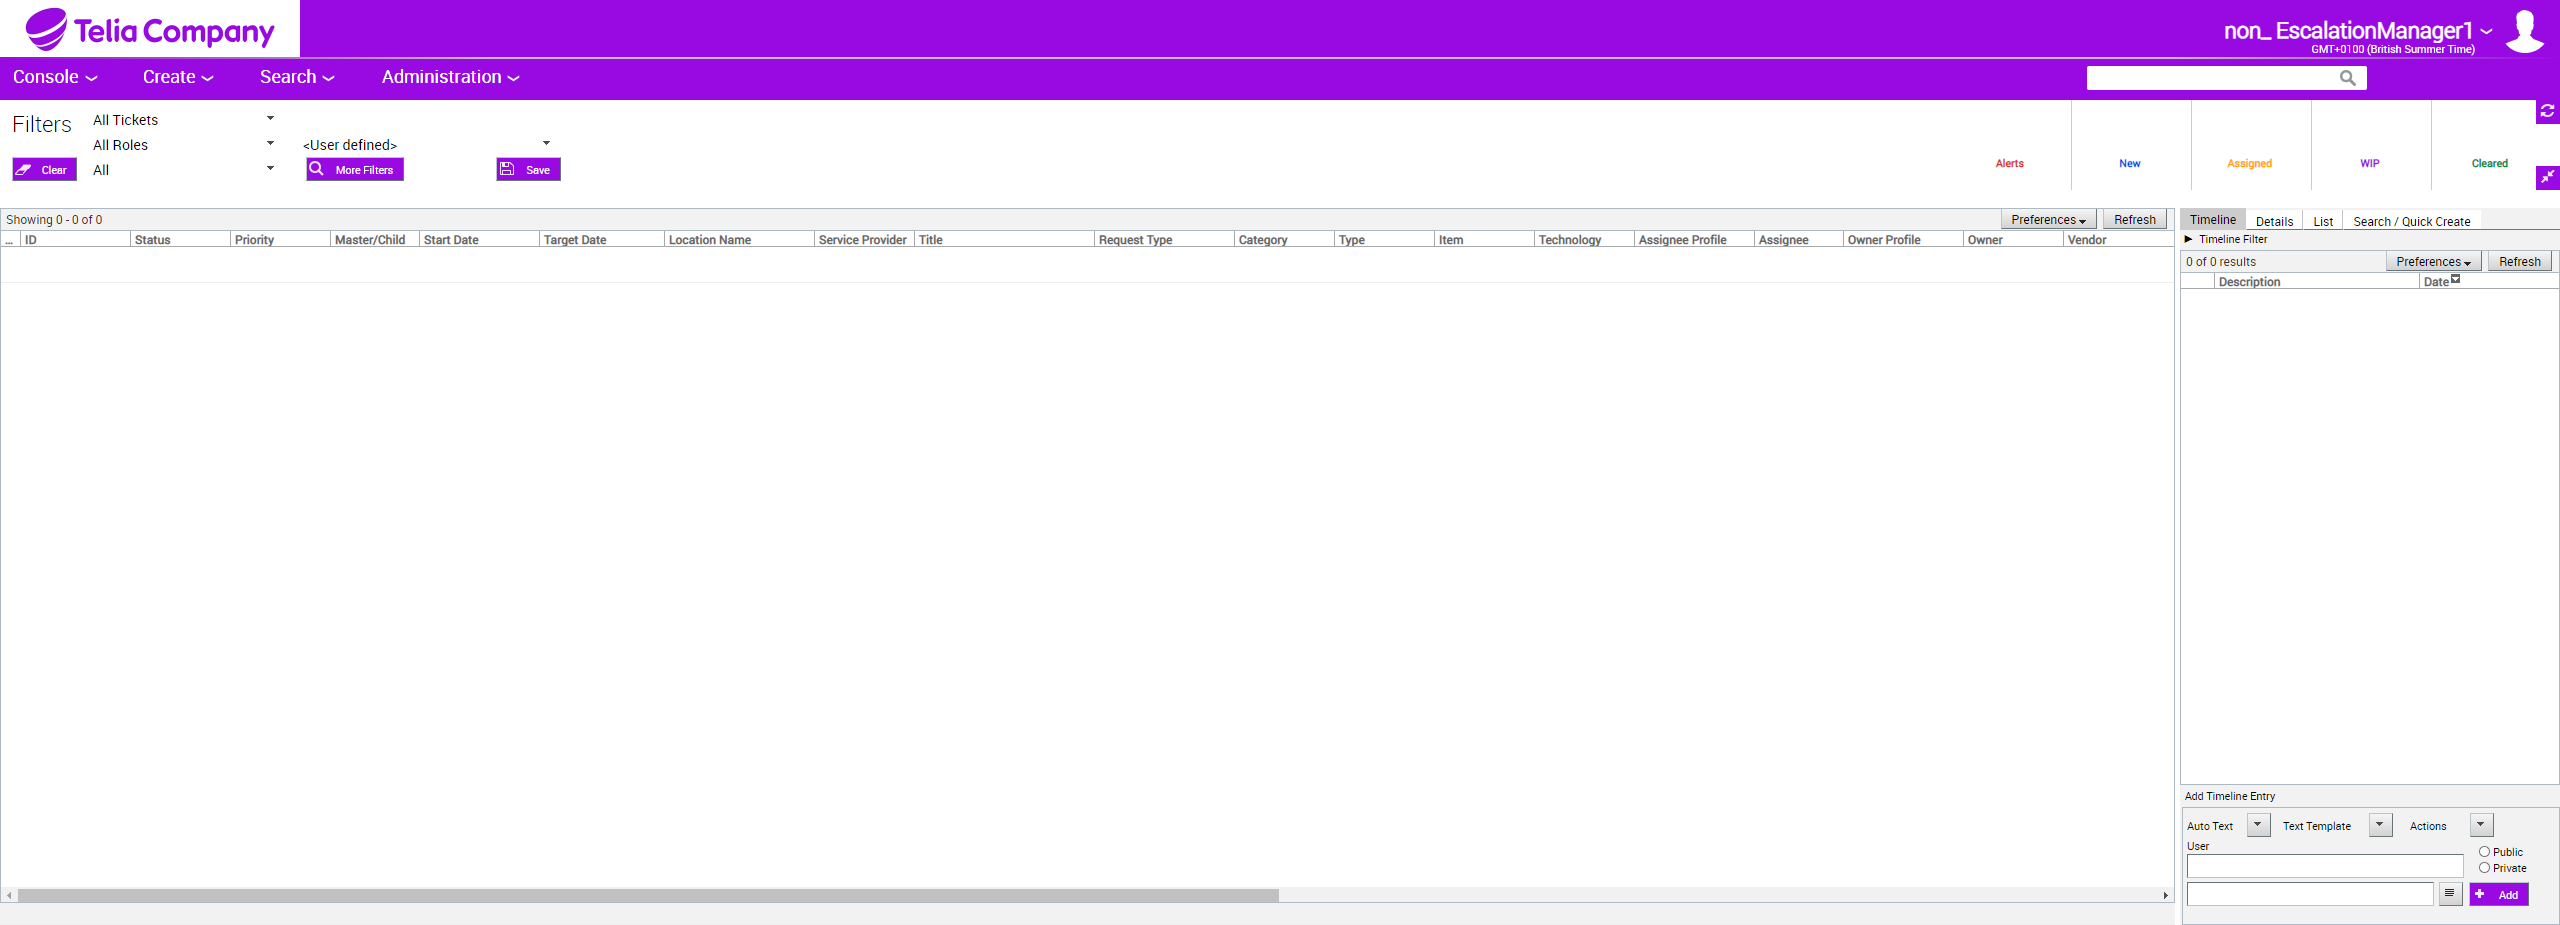 Telia Company
non_ EscalationManager1
GMT+0100 (British Summer Time)
Console Create Search Administration
Filters
All Tickets
All Roles
<User defined>
Clear
All
More Filters
Save
Alerts
New
Assigned
WIP
Cleared
Showing 0 - 0 of 0
Preferences
Refresh
... ID Status Priority Master/Child Start Date Target Date Location Name Service Provider Title Request Type Category Type Item Technology Assignee Profile Assignee Owner Profile Owner Vendor
Timeline Details List Search / Quick Create
Timeline Filter
0 of 0 results
Preferences
Refresh
Description Date
Add Timeline Entry
Auto Text Text Template Actions
User
Public
Private
Add